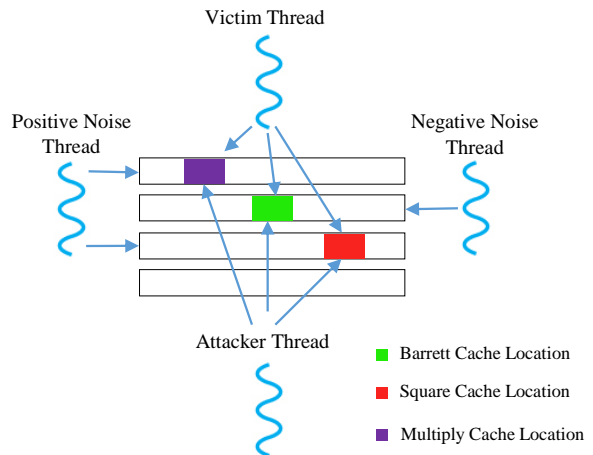 Victim Thread
Positive Noise
Thread
Negative Noise
Thread
Attacker Thread
Barrett Cache Location
Square Cache Location
Multiply Cache Location